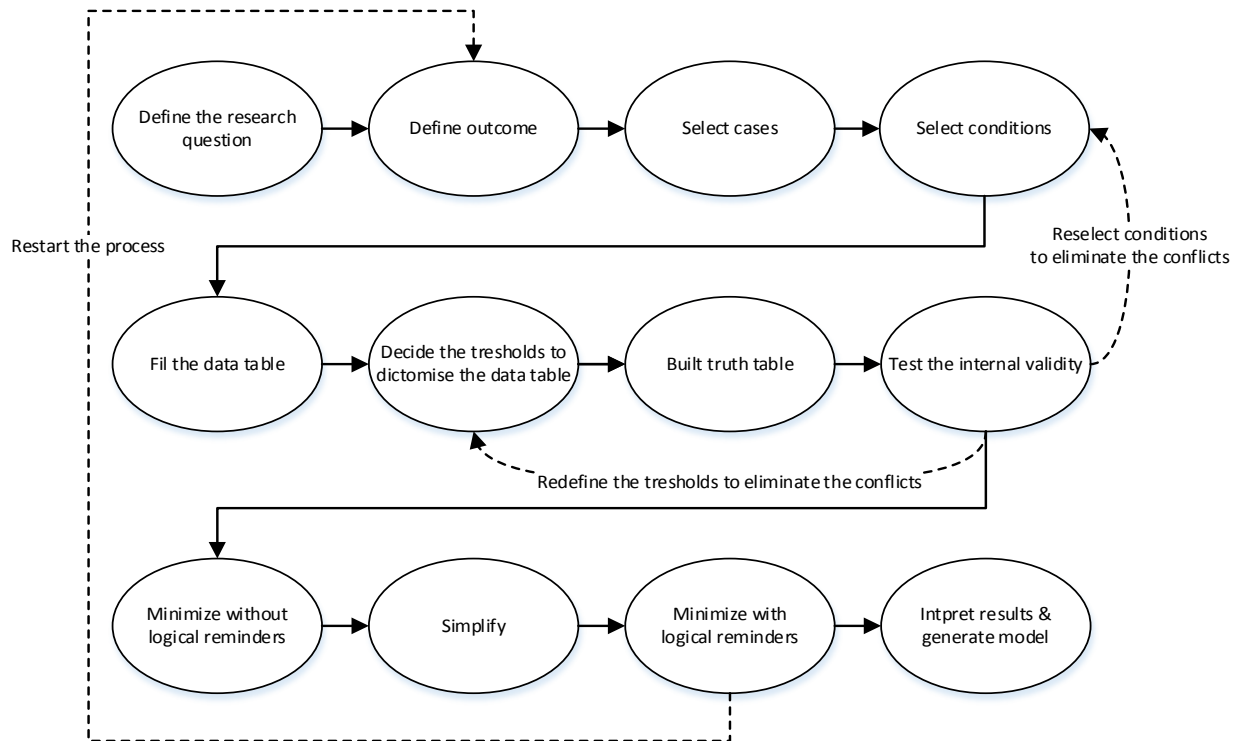 Define the research
question
Define outcome
Select cases
Select conditions
Restart the process
Reselect conditions
to eliminate the conflicts
Fil the data table
Decide the tresholds to
dictomise the data table
Built truth table
Test the internal validity
Redefine the tresholds to eliminate the conflicts
Minimize without
logical reminders
Simplify
Minimize with
logical reminders
Intpret results &
generate model